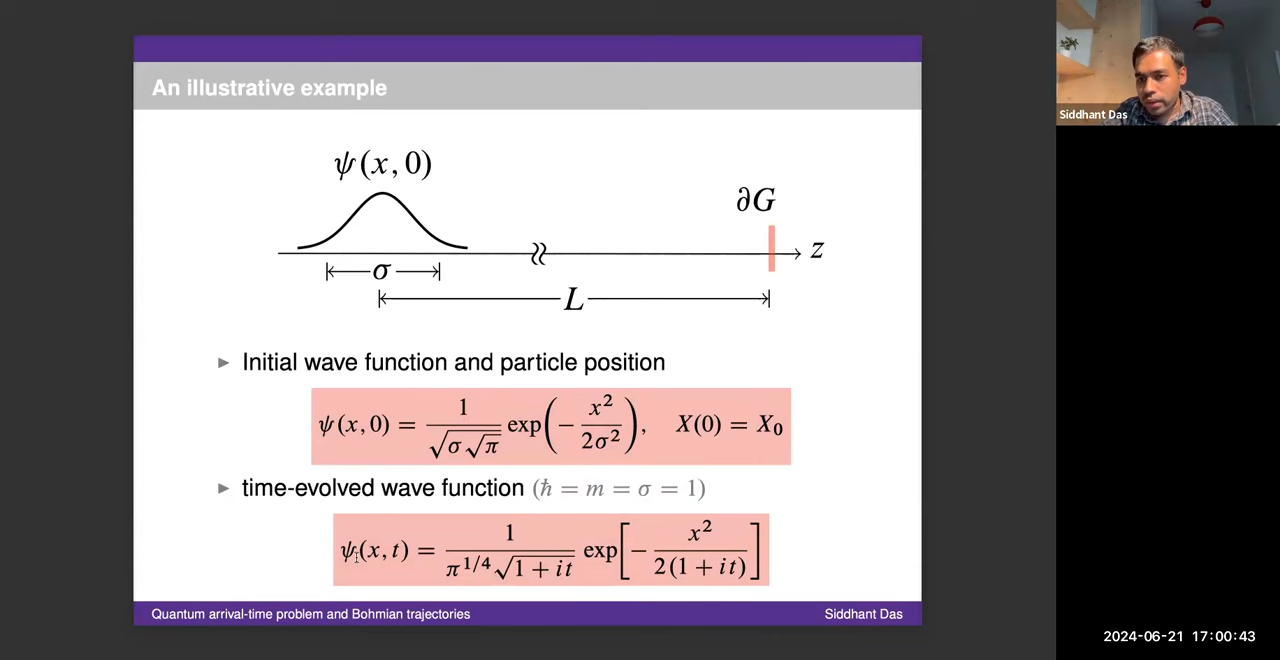 An illustrative example
ψ(x, 0)
∂G
z
σ
L
Initial wave function and particle position
ψ(x, 0) = 1/√(σ√π) exp(−x²/2σ²), X(0) = X₀
time-evolved wave function (ħ = m = σ = 1)
ψ(x, t) = 1/(π^{1/4}√(1 + it)) exp[−x²/2(1 + it)]
Quantum arrival-time problem and Bohmian trajectories
Siddhant Das
Siddhant Das
2024-06-21 17:00:43